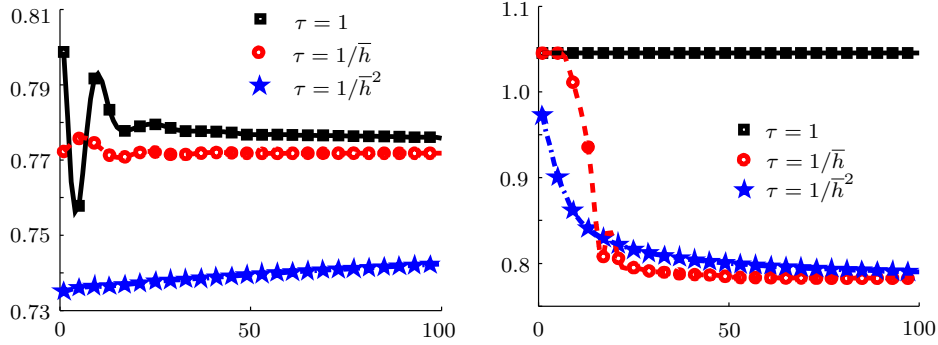 0.81
0.79
0.77
0.75
0.73
0
50
100
τ = 1
τ = 1/h̅
τ = 1/h̅²
1.1
1.0
0.9
0.8
0
50
100
τ = 1
τ = 1/h̅
τ = 1/h̅²